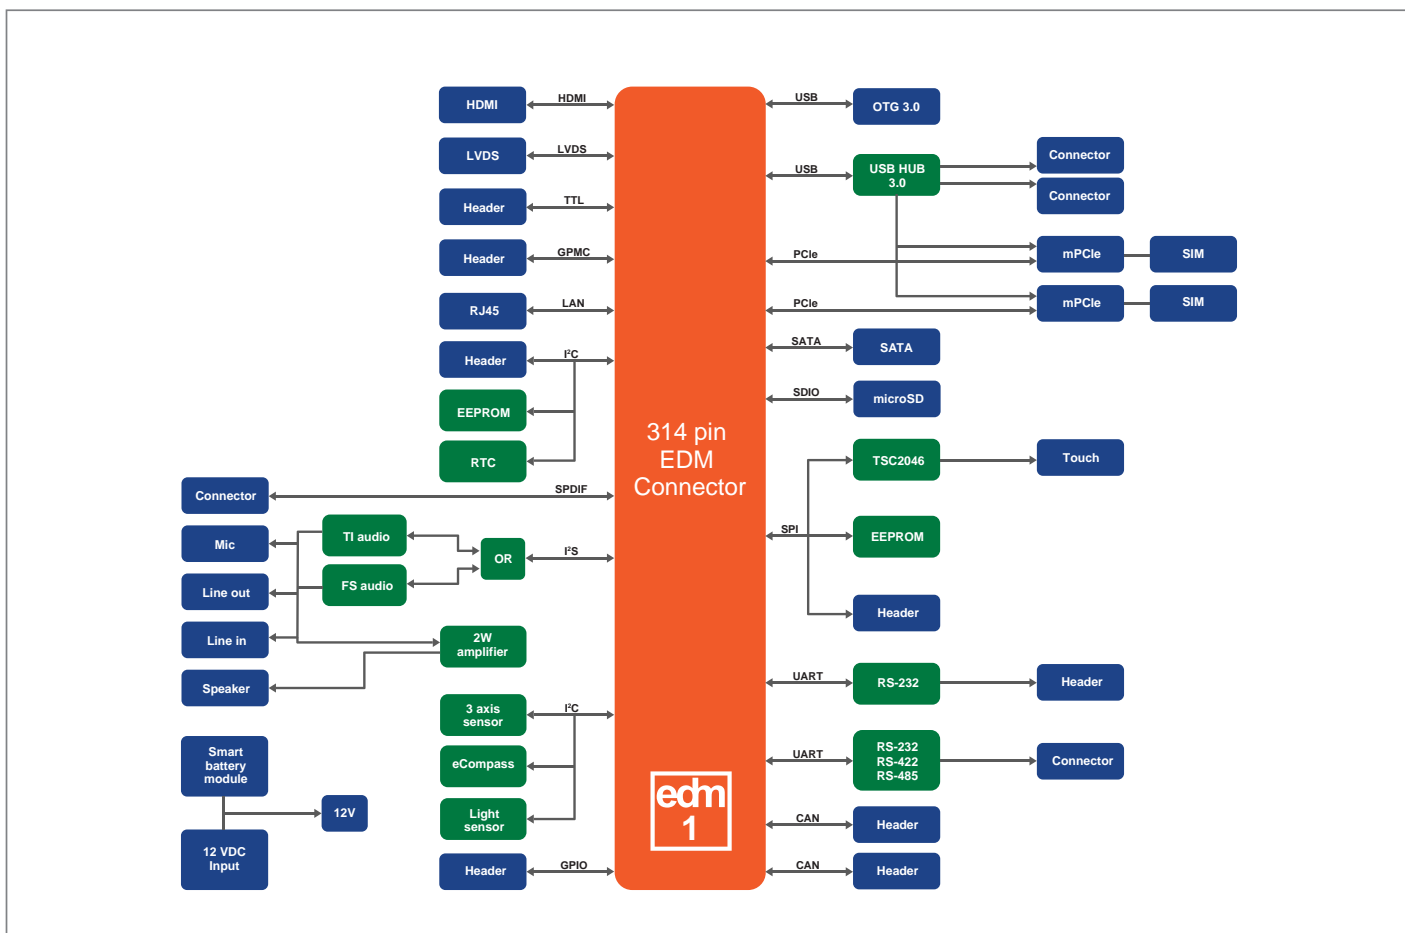 HDMI
HDMI
LVDS
LVDS
Header
TTL
Header
GPMC
RJ45
LAN
Header
I²C
EEPROM
RTC
Connector
SPDIF
Mic
TI audio
OR
I²S
Line out
FS audio
Line in
2W
amplifier
Speaker
3 axis
sensor
I²C
eCompass
Light
sensor
Smart
battery
module
12V
12 VDC
Input
Header
GPIO
314 pin
EDM
Connector
edm
1
USB
OTG 3.0
USB
USB HUB
3.0
Connector
Connector
PCIe
mPCIe
SIM
PCIe
mPCIe
SIM
SATA
SATA
SDIO
microSD
SPI
TSC2046
Touch
EEPROM
Header
UART
RS-232
Header
UART
RS-232
RS-422
RS-485
Connector
CAN
Header
CAN
Header